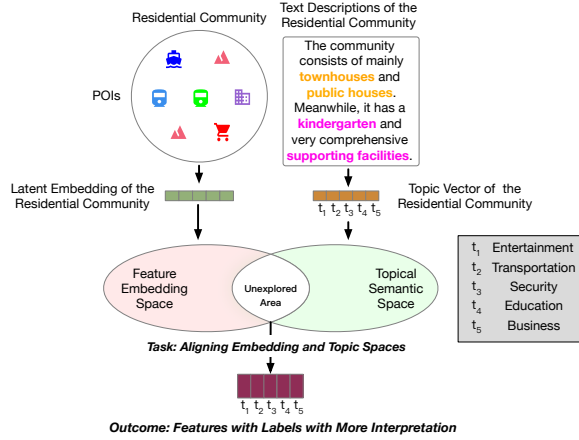 Residential Community
Text Descriptions of the
Residential Community
POIs
The community
consists of mainly
townhouses and
public houses.
Meanwhile, it has a
kindergarten and
very comprehensive
supporting facilities.
Latent Embedding of the
Residential Community
Topic Vector of the
Residential Community
t1 t2 t3 t4 t5
Feature
Embedding
Space
Unexplored
Area
Topical
Semantic
Space
t1 Entertainment
t2 Transportation
t3 Security
t4 Education
t5 Business
Task: Aligning Embedding and Topic Spaces
t1 t2 t3 t4 t5
Outcome: Features with Labels with More Interpretation